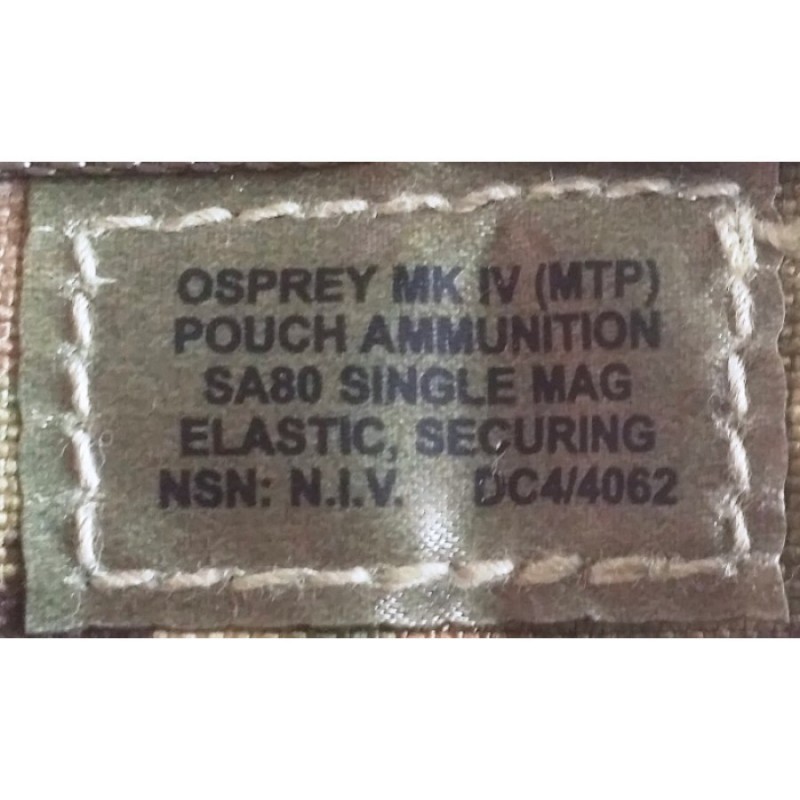 OSPREY MK IV (MTP)
POUCH AMMUNITION
SA80 SINGLE MAG
ELASTIC, SECURING
NSN: N.I.V. DC4/4062